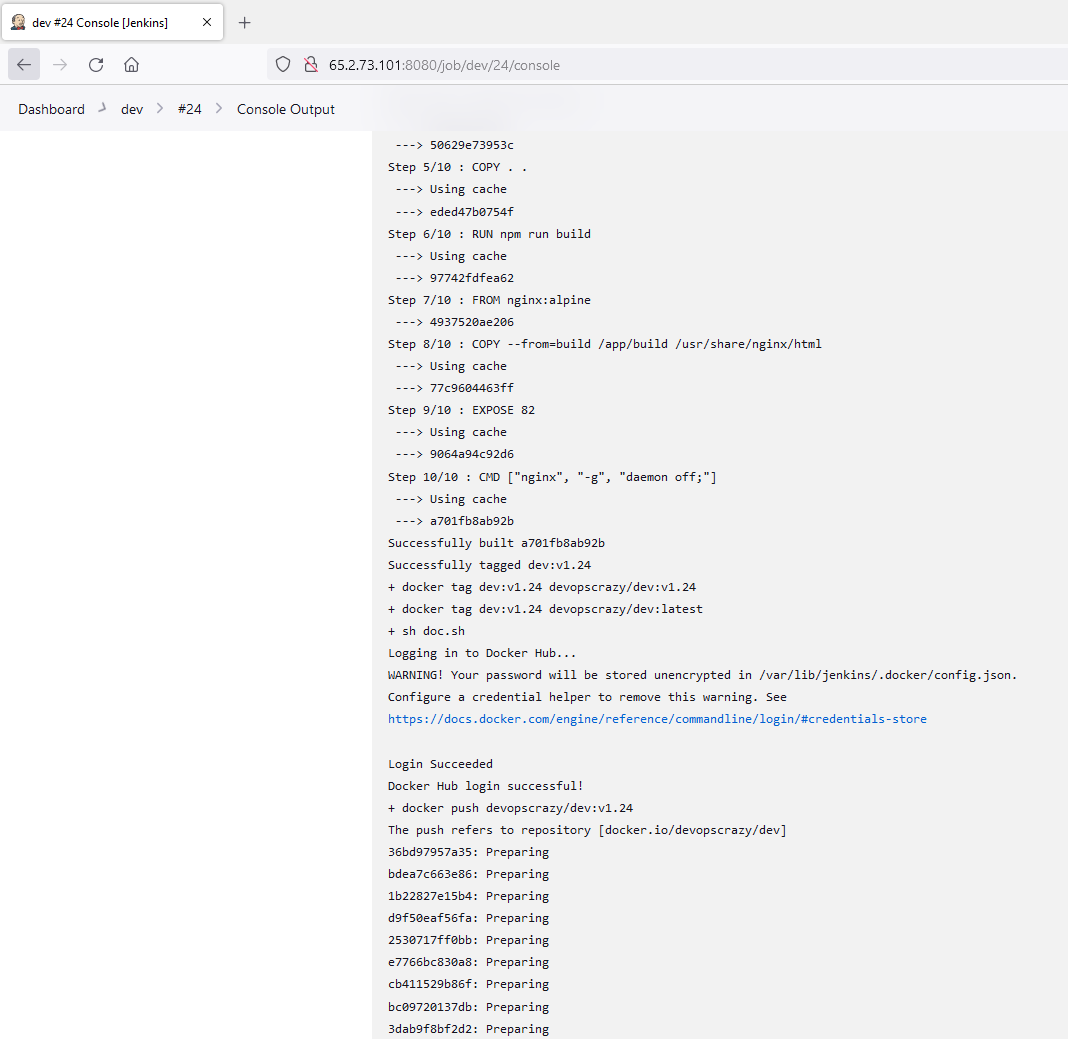 dev #24 Console [Jenkins]
65.2.73.101:8080/job/dev/24/console
Dashboard dev #24 Console Output
---> 50629e73953c
Step 5/10 : COPY . .
---> Using cache
---> eded47b0754f
Step 6/10 : RUN npm run build
---> Using cache
---> 97742fdfea62
Step 7/10 : FROM nginx:alpine
---> 4937520ae206
Step 8/10 : COPY --from=build /app/build /usr/share/nginx/html
---> Using cache
---> 77c9604463ff
Step 9/10 : EXPOSE 82
---> Using cache
---> 9064a94c92d6
Step 10/10 : CMD ["nginx", "-g", "daemon off;"]
---> Using cache
---> a701fb8ab92b
Successfully built a701fb8ab92b
Successfully tagged dev:v1.24
+ docker tag dev:v1.24 devopscrazy/dev:v1.24
+ docker tag dev:v1.24 devopscrazy/dev:latest
+ sh doc.sh
Logging in to Docker Hub...
WARNING! Your password will be stored unencrypted in /var/lib/jenkins/.docker/config.json.
Configure a credential helper to remove this warning. See
https://docs.docker.com/engine/reference/commandline/login/#credentials-store
Login Succeeded
Docker Hub login successful!
+ docker push devopscrazy/dev:v1.24
The push refers to repository [docker.io/devopscrazy/dev]
36bd97957a35: Preparing
bdea7c663e86: Preparing
1b22827e15b4: Preparing
d9f50eaf56fa: Preparing
2530717ff0bb: Preparing
e7766bc830a8: Preparing
cb411529b86f: Preparing
bc09720137db: Preparing
3dab9f8bf2d2: Preparing